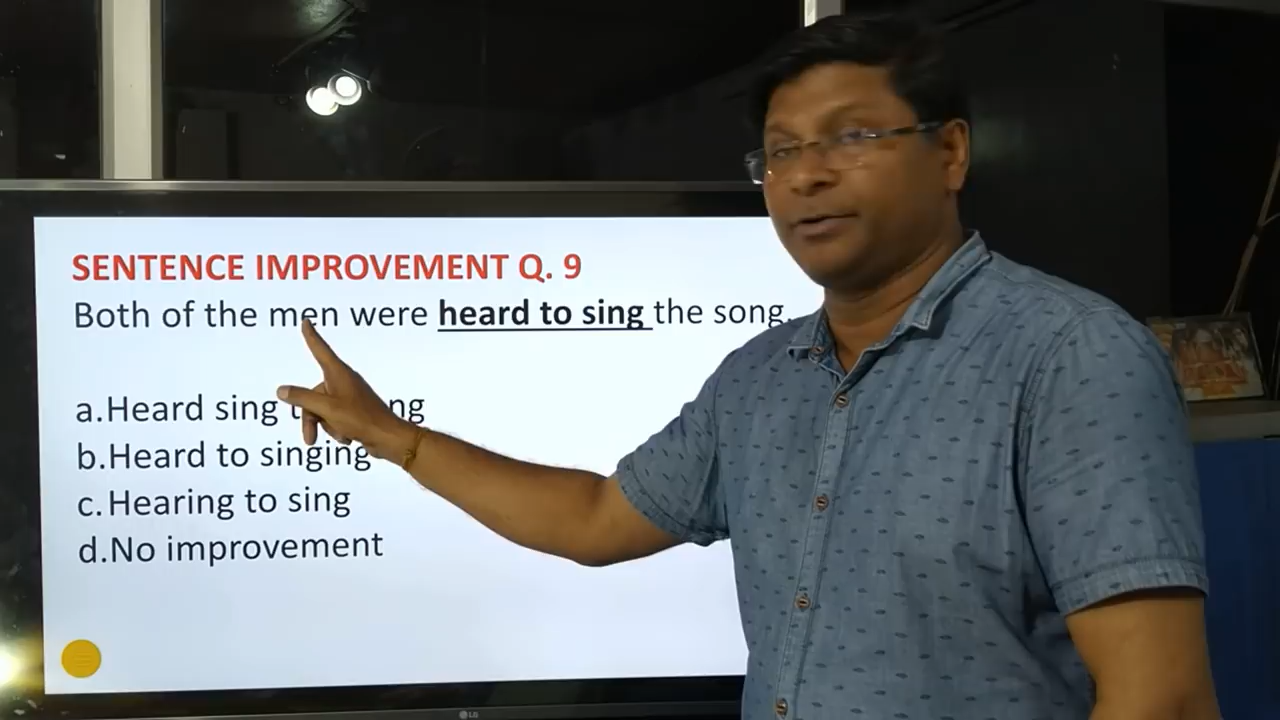 SENTENCE IMPROVEMENT Q. 9
Both of the men were heard to sing the song.
a.Heard sing
b.Heard to singing
c.Hearing to sing
d.No improvement
LG